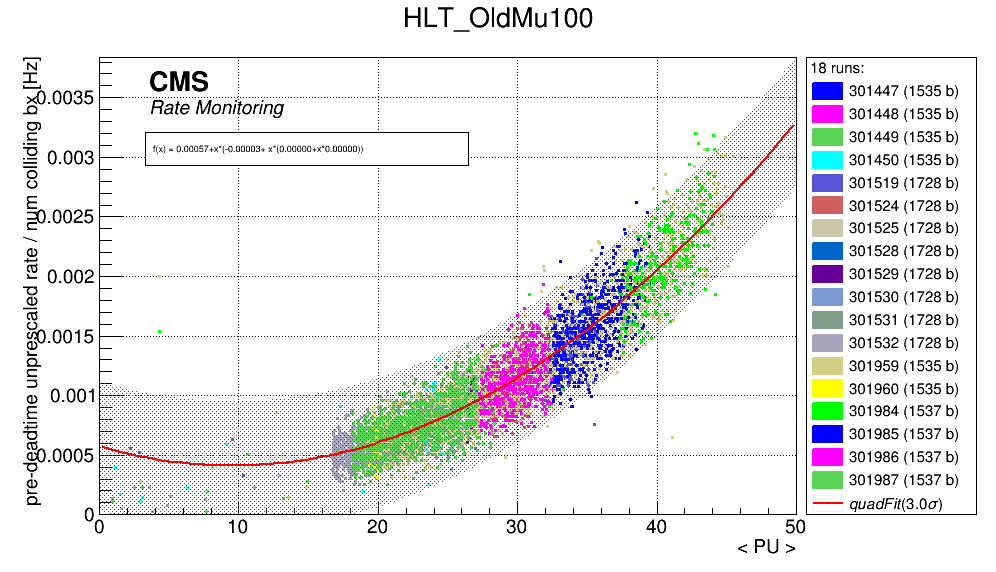 HLT_OldMu100
pre-deadtime unprescaled rate / num colliding bx [Hz]
CMS
Rate Monitoring
f(x) = 0.00057+x*(-0.00003+ x*(0.00000+x*0.00000))
0.0035
0.003
0.0025
0.002
0.0015
0.001
0.0005
0
0 10 20 30 40 50
< PU >
18 runs:
301447 (1535 b)
301448 (1535 b)
301449 (1535 b)
301450 (1535 b)
301519 (1728 b)
301524 (1728 b)
301525 (1728 b)
301528 (1728 b)
301529 (1728 b)
301530 (1728 b)
301531 (1728 b)
301532 (1728 b)
301959 (1535 b)
301960 (1535 b)
301984 (1537 b)
301985 (1537 b)
301986 (1537 b)
301987 (1537 b)
quadFit(3.0σ)